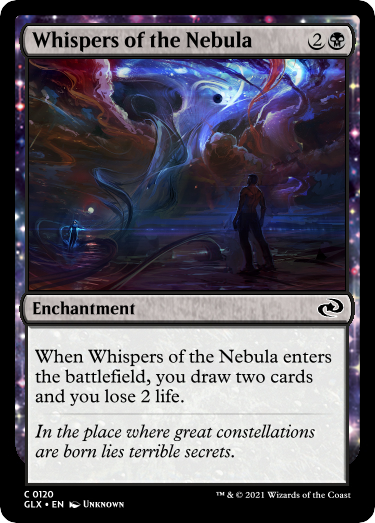 Whispers of the Nebula 2
Enchantment
When Whispers of the Nebula enters
the battlefield, you draw two cards
and you lose 2 life.
In the place where great constellations
are born lies terrible secrets.
C 0120
GLX • EN Unknown
™ & © 2021 Wizards of the Coast